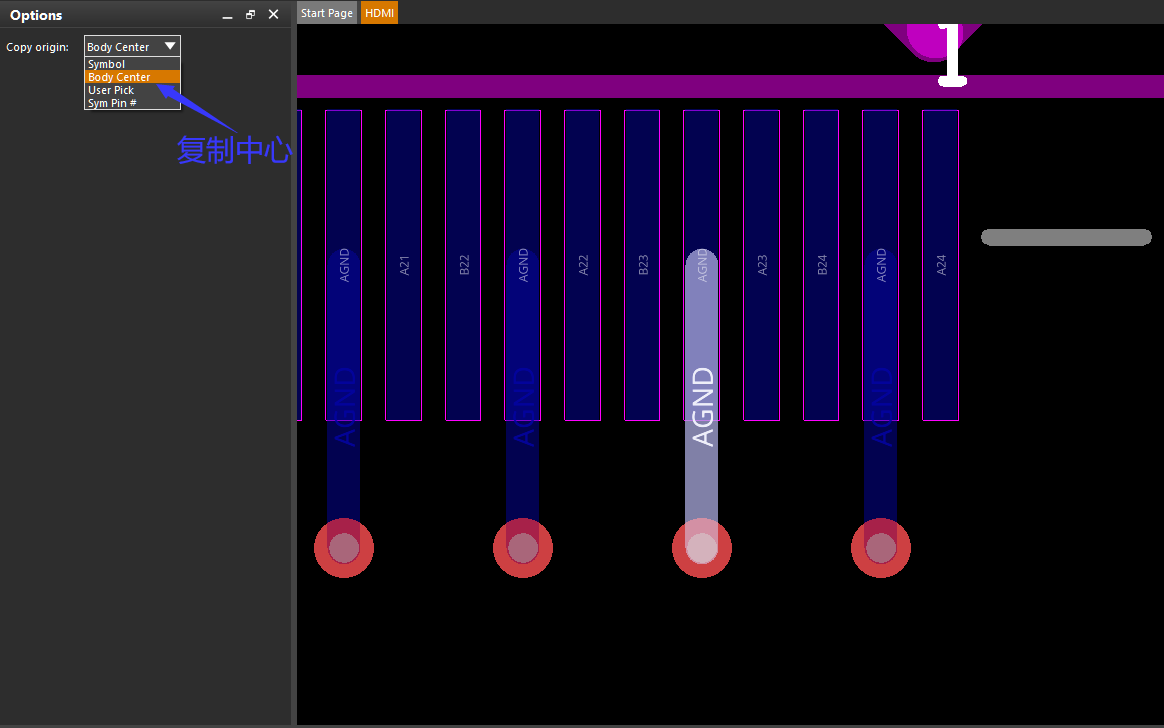 Options
Start Page
HDMI
Copy origin:
Body Center
Symbol
Body Center
User Pick
Sym Pin #
复制中心
1
AGND
A21
B22
AGND
A22
B23
AGND
A23
B24
AGND
A24
AGND
AGND
AGND
AGND